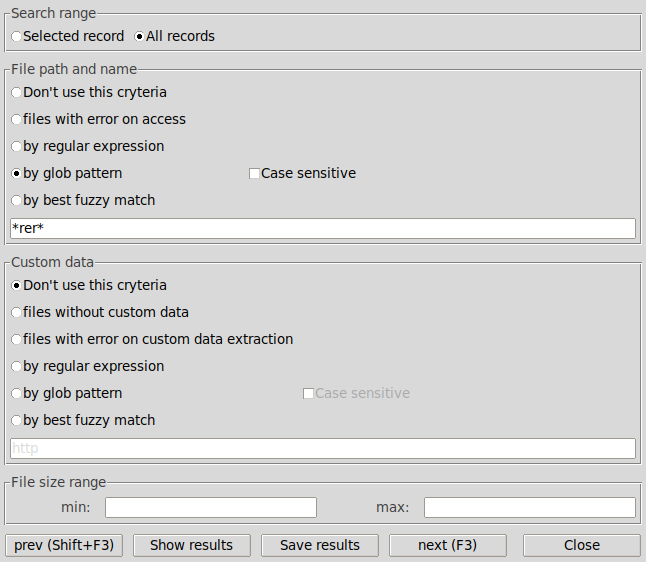 Search range
Selected record All records
File path and name
Don't use this cryteria
files with error on access
by regular expression
by glob pattern Case sensitive
by best fuzzy match
*rer*
Custom data
Don't use this cryteria
files without custom data
files with error on custom data extraction
by regular expression
by glob pattern Case sensitive
by best fuzzy match
http
File size range
min: max:
prev (Shift+F3) Show results Save results next (F3) Close